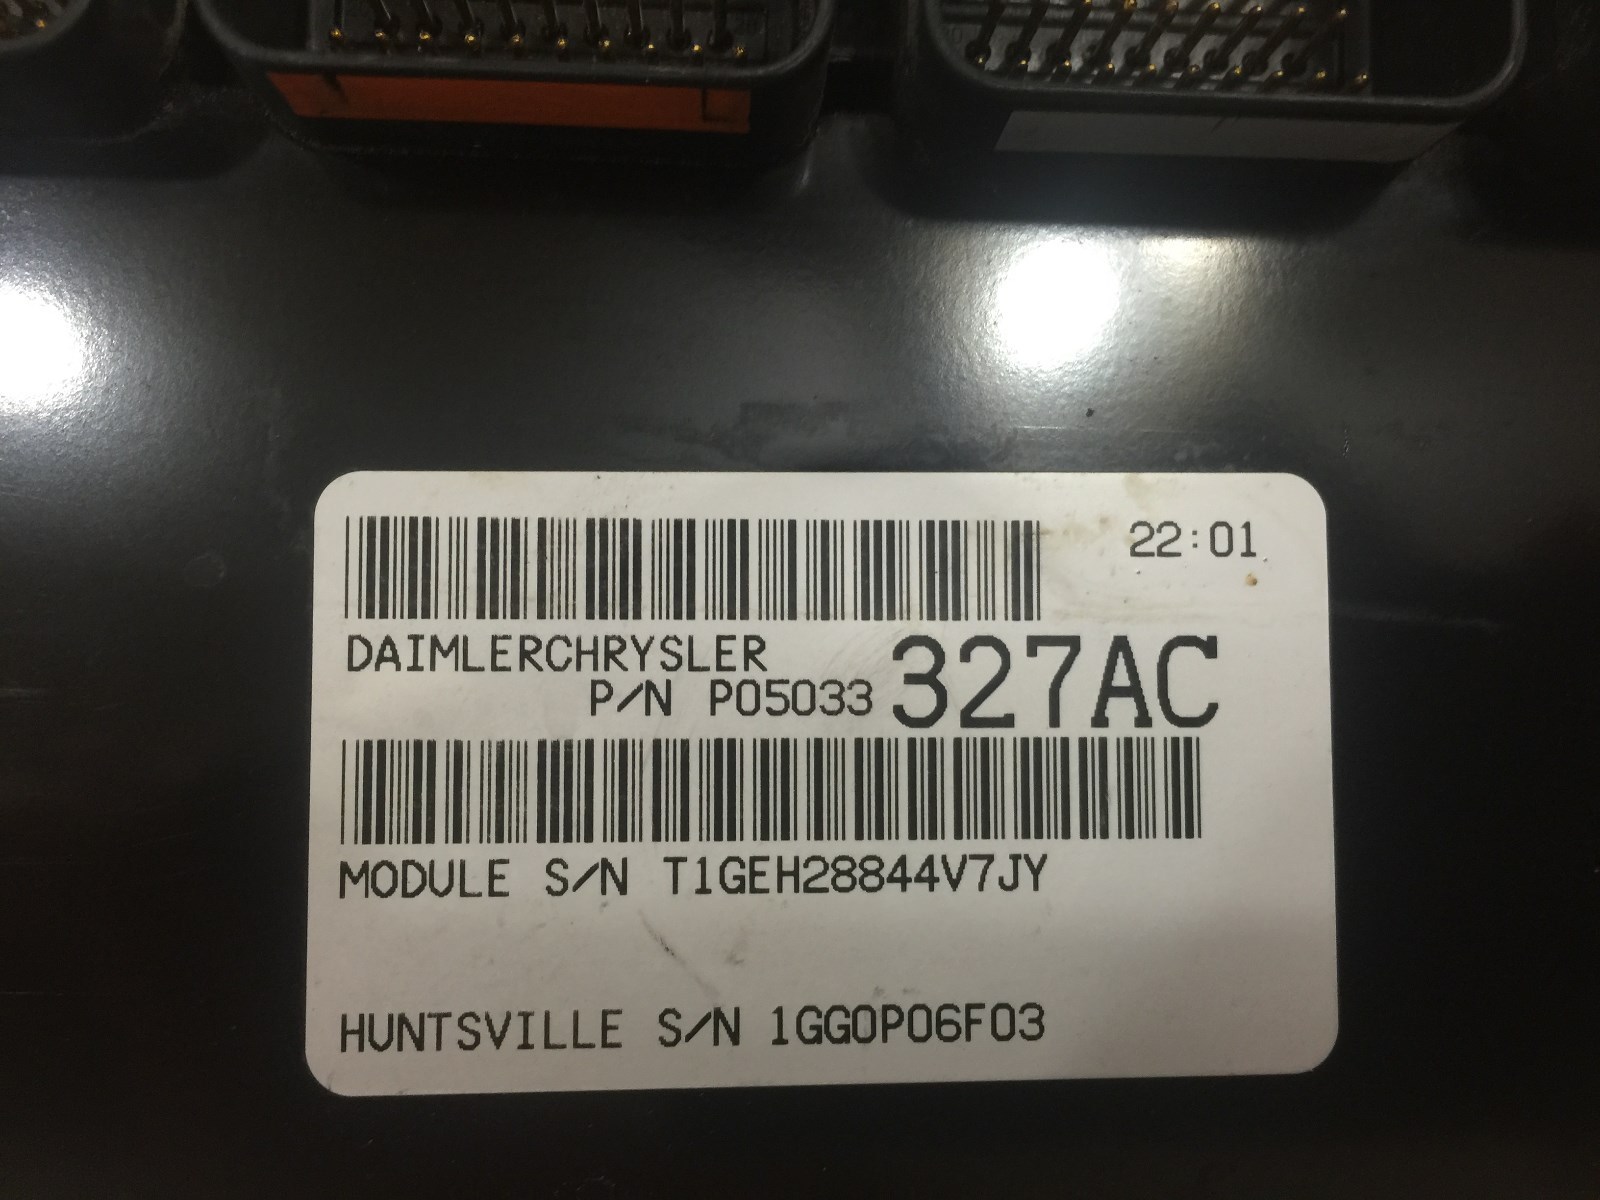 22:01
DAIMLERCHRYSLER
P/N P05033 327AC
MODULE S/N T1GEH28844V7JY
HUNTSVILLE S/N 1GG0P06F03